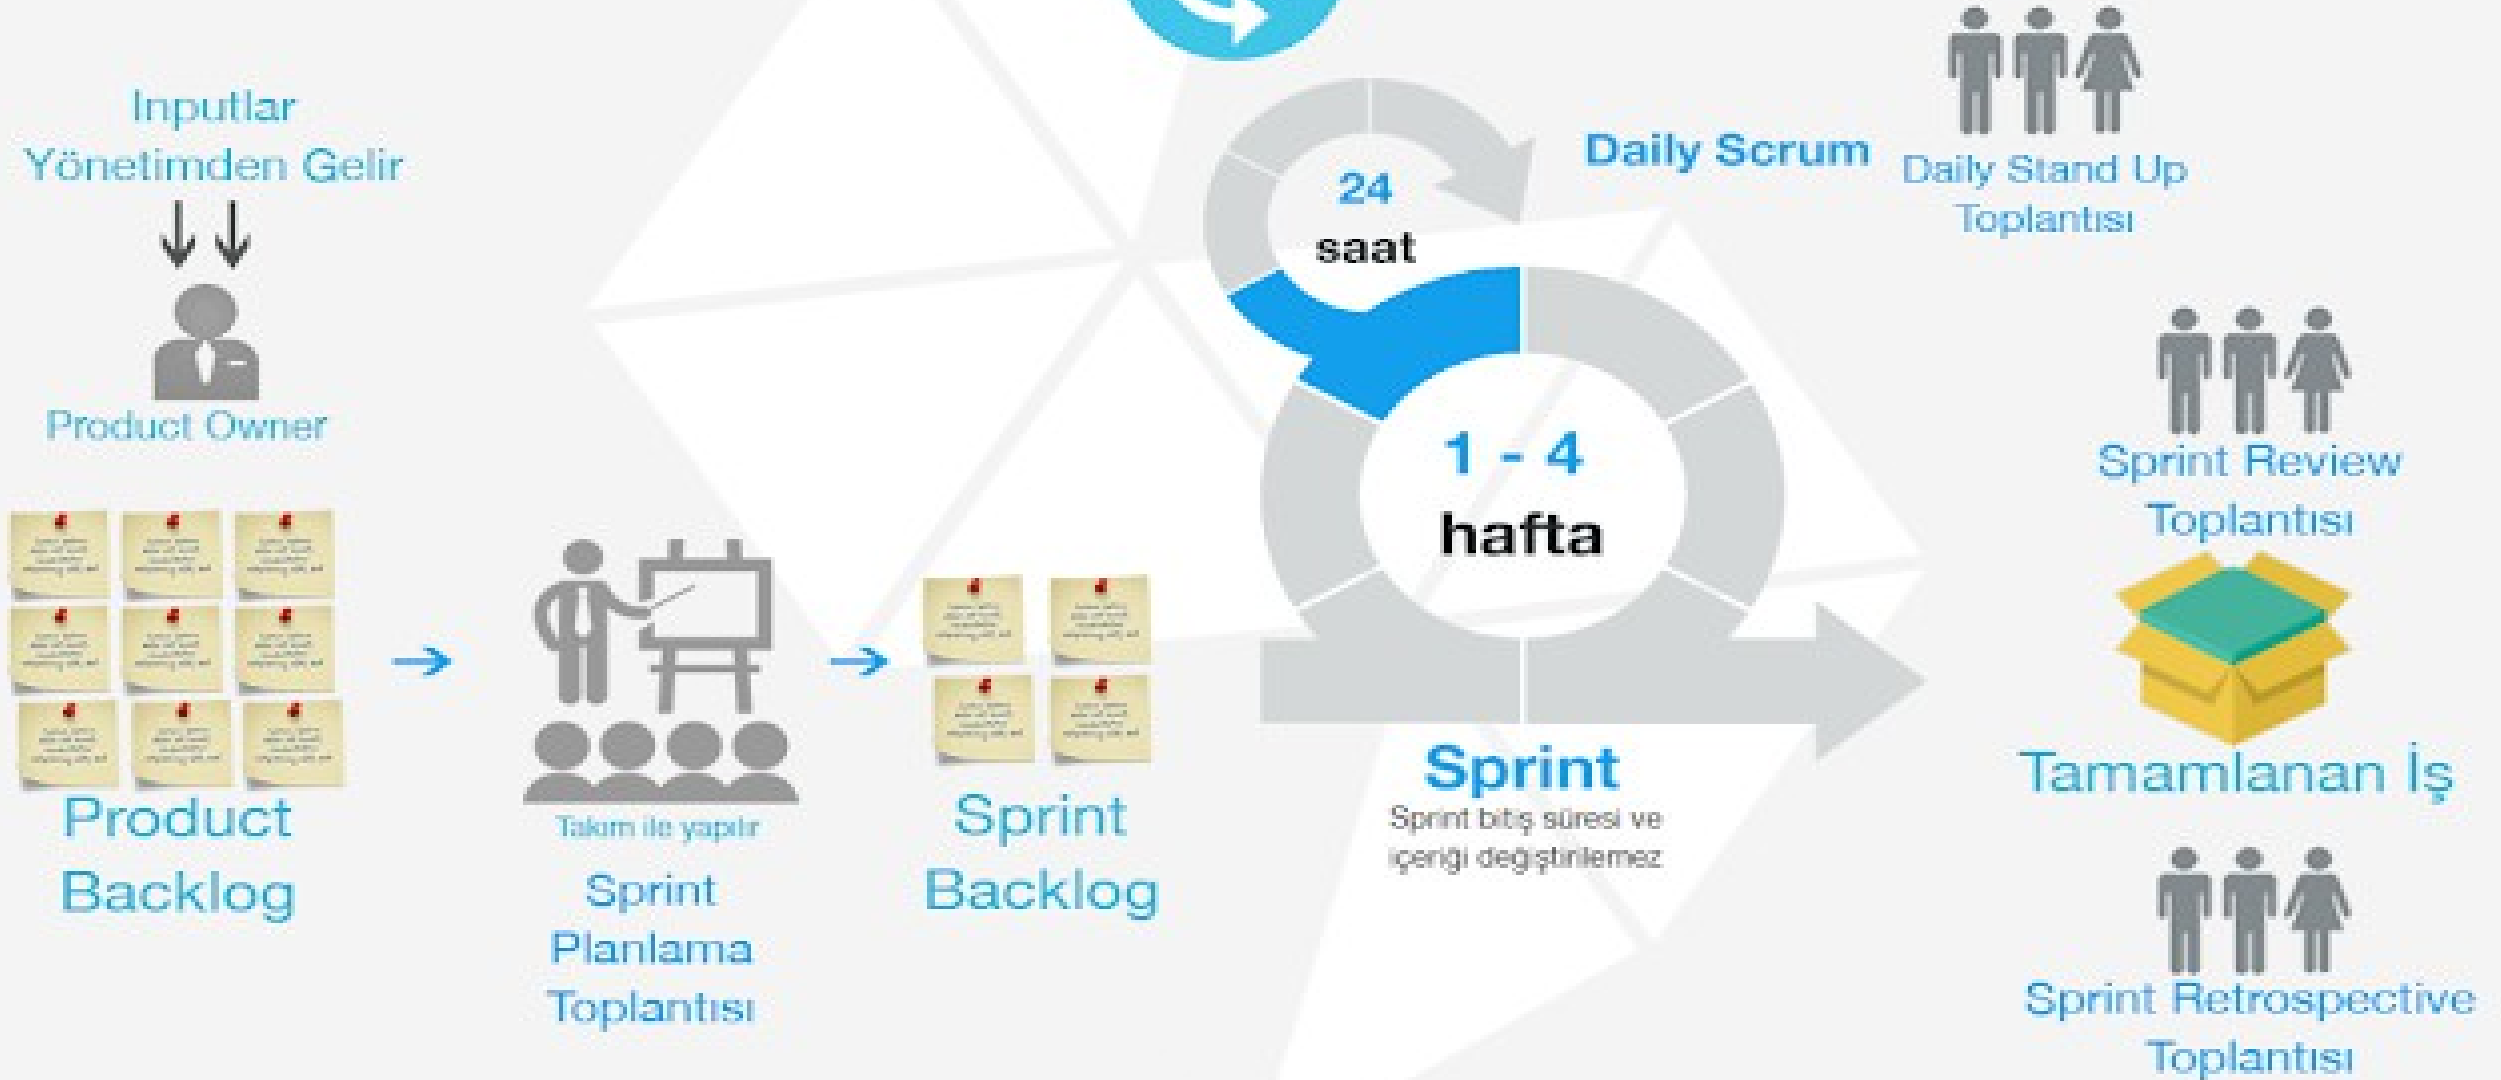 Inputlar
Yönetimden Gelir
Product Owner
Product
Backlog
Takım ile yapılır
Sprint
Planlama
Toplantısı
Sprint
Backlog
24
saat
Daily Scrum
Daily Stand Up
Toplantısı
1 - 4
hafta
Sprint
Sprint bitiş süresi ve
içeriği değiştirilemez
Sprint Review
Toplantısı
Tamamlanan İş
Sprint Retrospective
Toplantısı